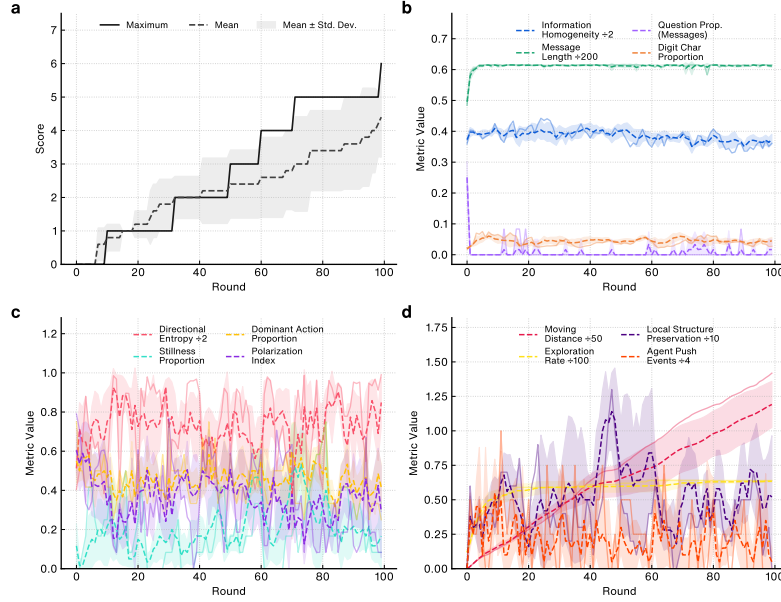 a
Maximum
Mean
Mean ± Std. Dev.
7
6
5
4
3
2
1
0
Score
0
20
40
60
80
100
Round
b
Information
Homogeneity ÷2
Message
Length ÷200
Question Prop.
(Messages)
Digit Char
Proportion
0.7
0.6
0.5
0.4
0.3
0.2
0.1
0.0
Metric Value
0
20
40
60
80
100
Round
c
Directional
Entropy ÷2
Stillness
Proportion
Dominant Action
Proportion
Polarization
Index
1.2
1.0
0.8
0.6
0.4
0.2
0.0
Metric Value
0
20
40
60
80
100
Round
d
Moving
Distance ÷50
Exploration
Rate ÷100
Local Structure
Preservation ÷10
Agent Push
Events ÷4
1.75
1.50
1.25
1.00
0.75
0.50
0.25
0.00
Metric Value
0
20
40
60
80
100
Round